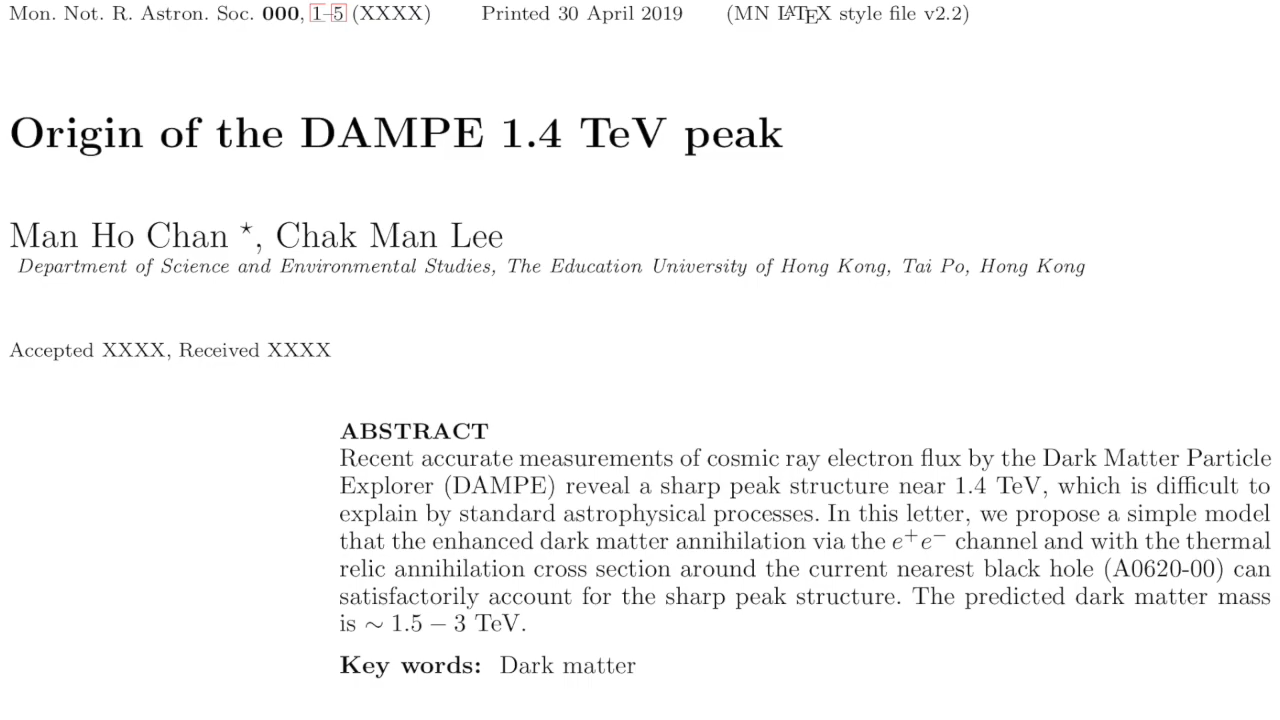 Mon. Not. R. Astron. Soc. 000, 1–5 (XXXX) Printed 30 April 2019 (MN LATEX style file v2.2)
Origin of the DAMPE 1.4 TeV peak
Man Ho Chan ⋆, Chak Man Lee
Department of Science and Environmental Studies, The Education University of Hong Kong, Tai Po, Hong Kong
Accepted XXXX, Received XXXX
ABSTRACT
Recent accurate measurements of cosmic ray electron flux by the Dark Matter Particle
Explorer (DAMPE) reveal a sharp peak structure near 1.4 TeV, which is difficult to
explain by standard astrophysical processes. In this letter, we propose a simple model
that the enhanced dark matter annihilation via the e⁺e⁻ channel and with the thermal
relic annihilation cross section around the current nearest black hole (A0620-00) can
satisfactorily account for the sharp peak structure. The predicted dark matter mass
is ∼ 1.5 − 3 TeV.
Key words: Dark matter